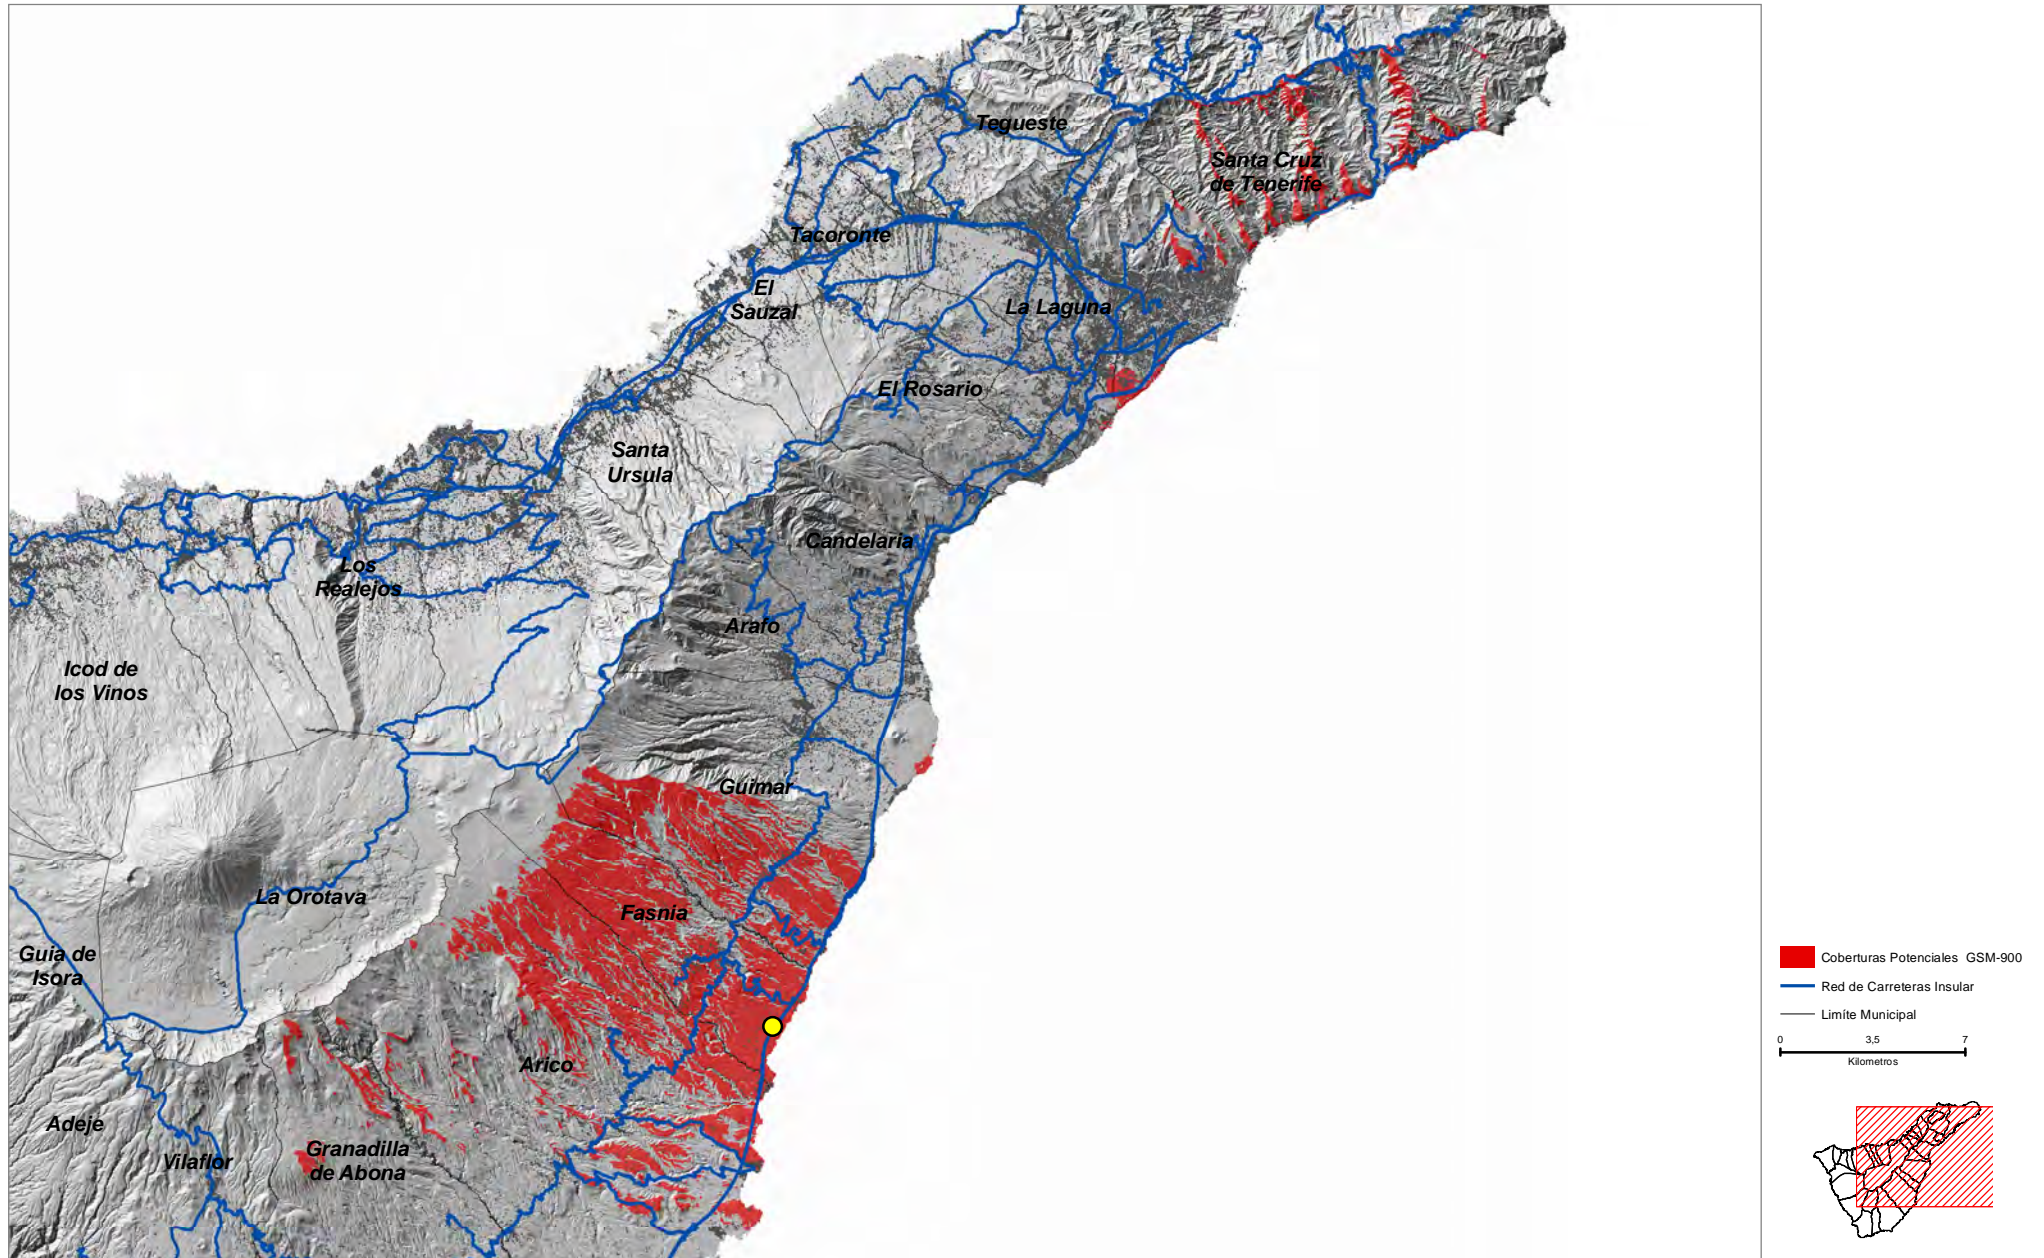 Tegueste
Santa Cruz
de Tenerife
Tacoronte
El
Sauzal
La Laguna
El Rosario
Santa
Ursula
Candelaria
Los
Realejos
Arafo
Icod de
los Vinos
Guimar
La Orotava
Fasnia
Guia de
Isora
Arico
Adeje
Vilaflor
Granadilla
de Abona
Coberturas Potenciales GSM-900
Red de Carreteras Insular
Limíte Municipal
0 3,5 7
Kilometros